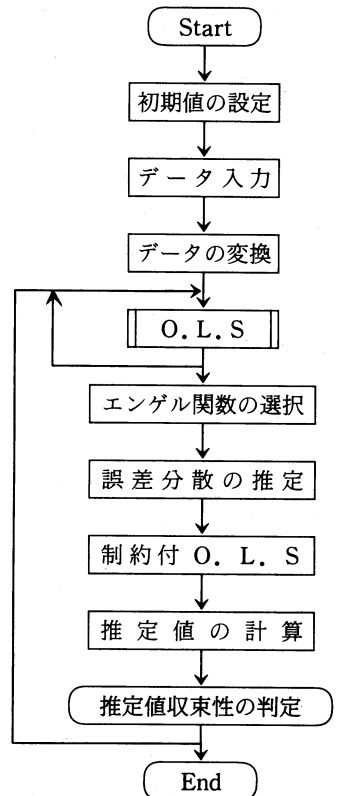 Start
初期値の設定
データ入力
データの変換
O. L. S
エンゲル関数の選択
誤差分散の推定
制約付 O. L. S
推定値の計算
推定値収束性の判定
End